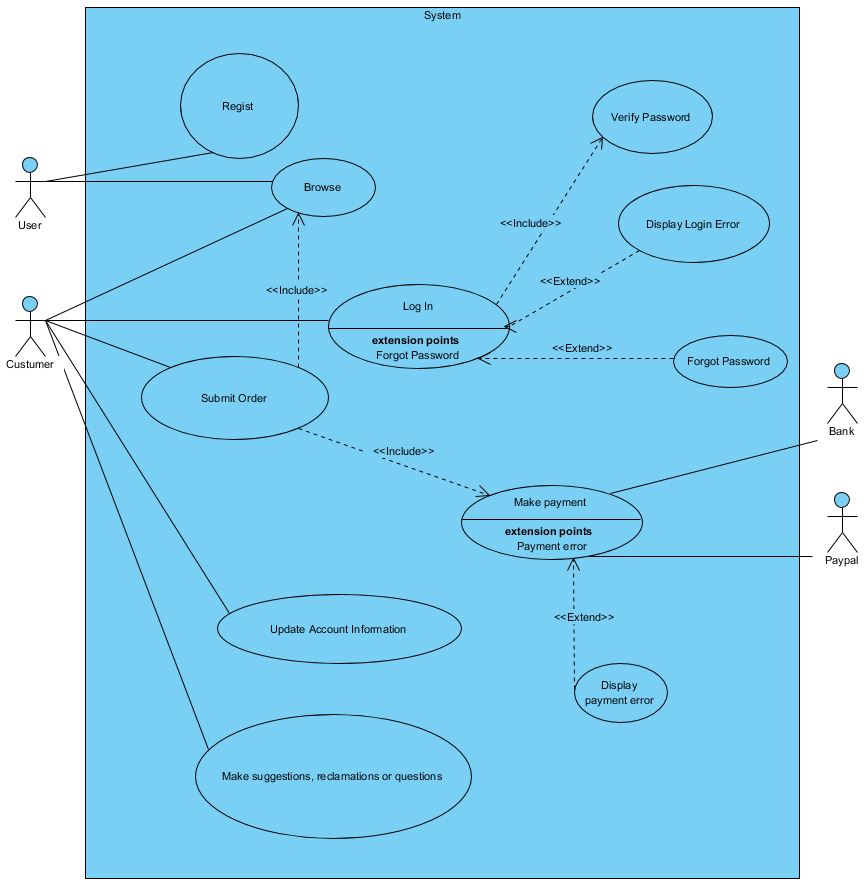 System
Regist
Verify Password
Browse
User
<<Include>>
Display Login Error
<<Extend>>
<<Include>>
Log In
extension points
Forgot Password
<<Extend>>
Forgot Password
Custumer
Submit Order
Bank
<<Include>>
Make payment
extension points
Payment error
Paypal
<<Extend>>
Update Account Information
Display
payment error
Make suggestions, reclamations or questions